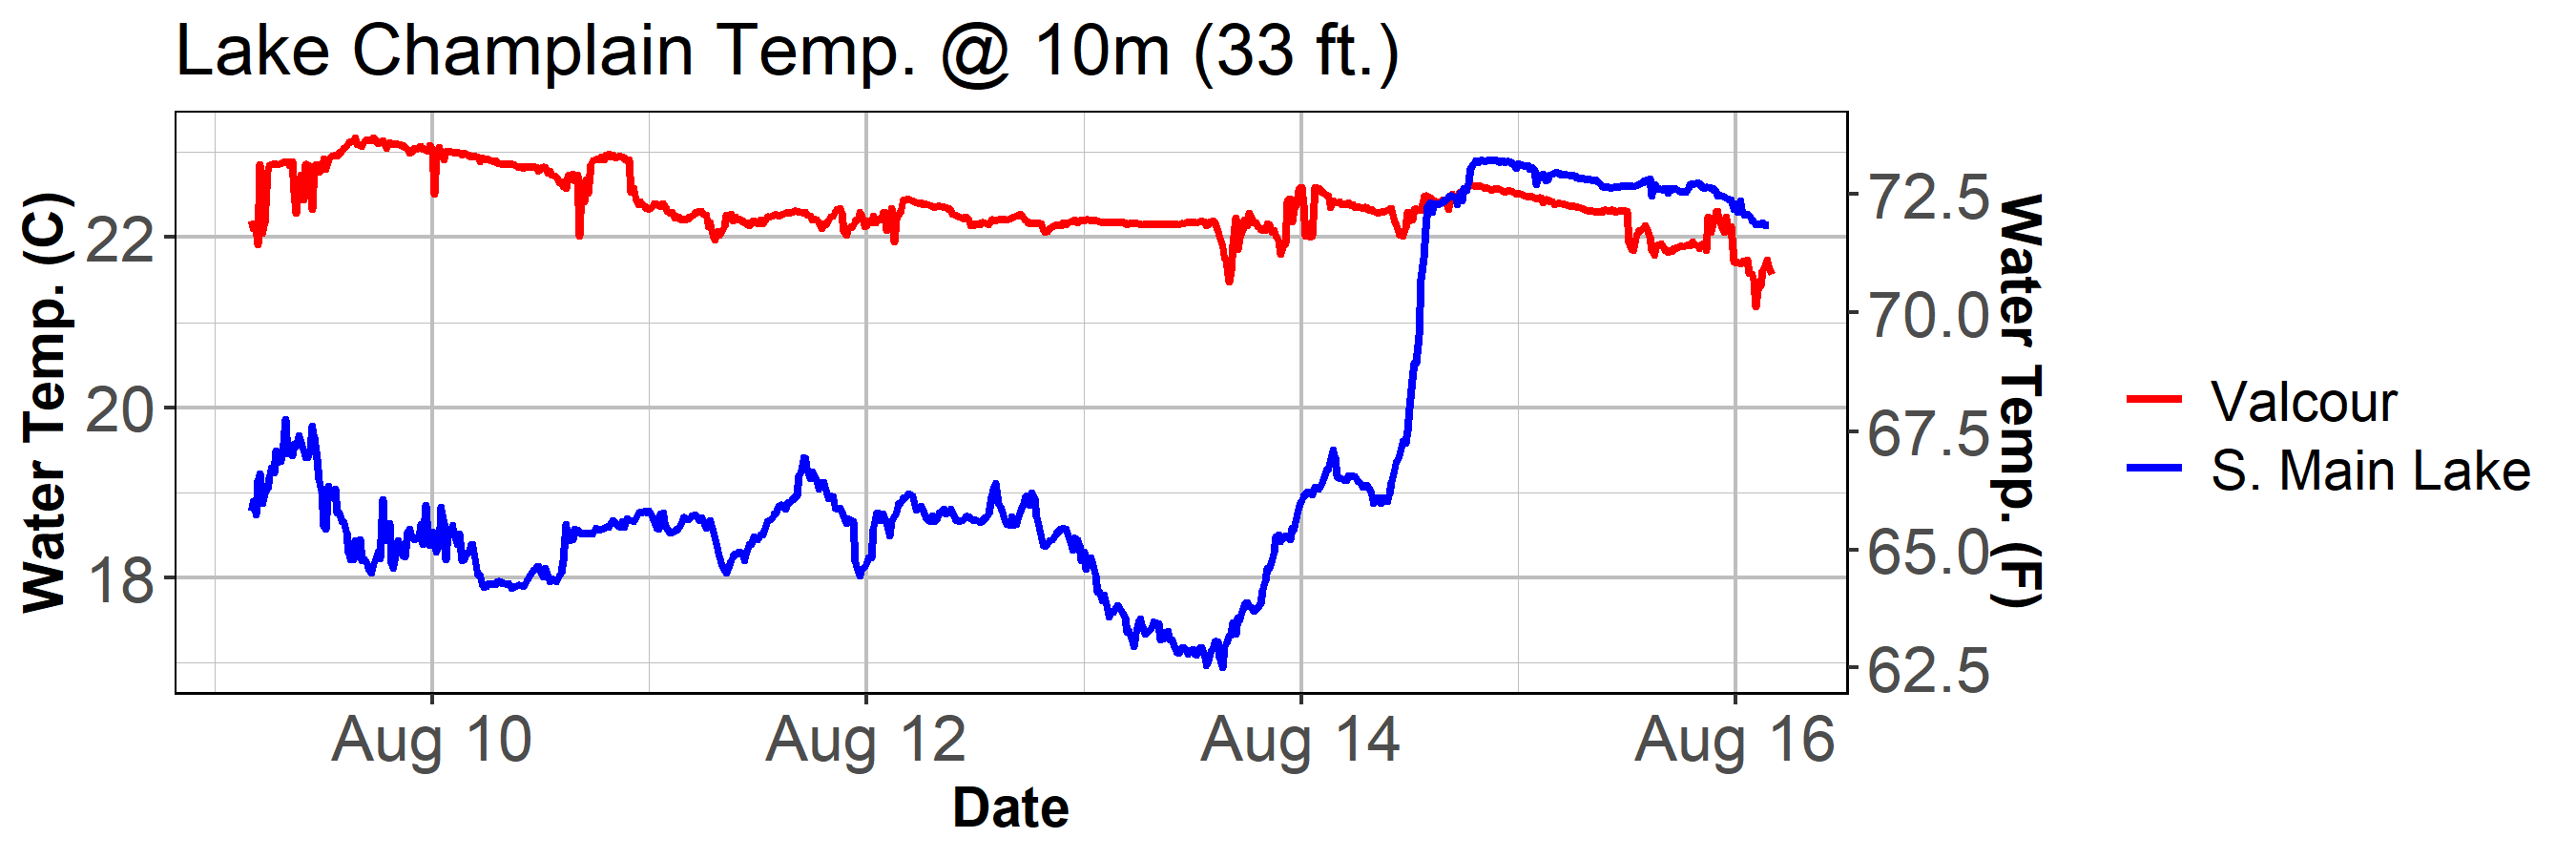 Lake Champlain Temp. @ 10m (33 ft.)
Water Temp. (C)
22
20
18
72.5
70.0
67.5
65.0
62.5
Water Temp. (F)
Aug 10
Aug 12
Aug 14
Aug 16
Date
Valcour
S. Main Lake